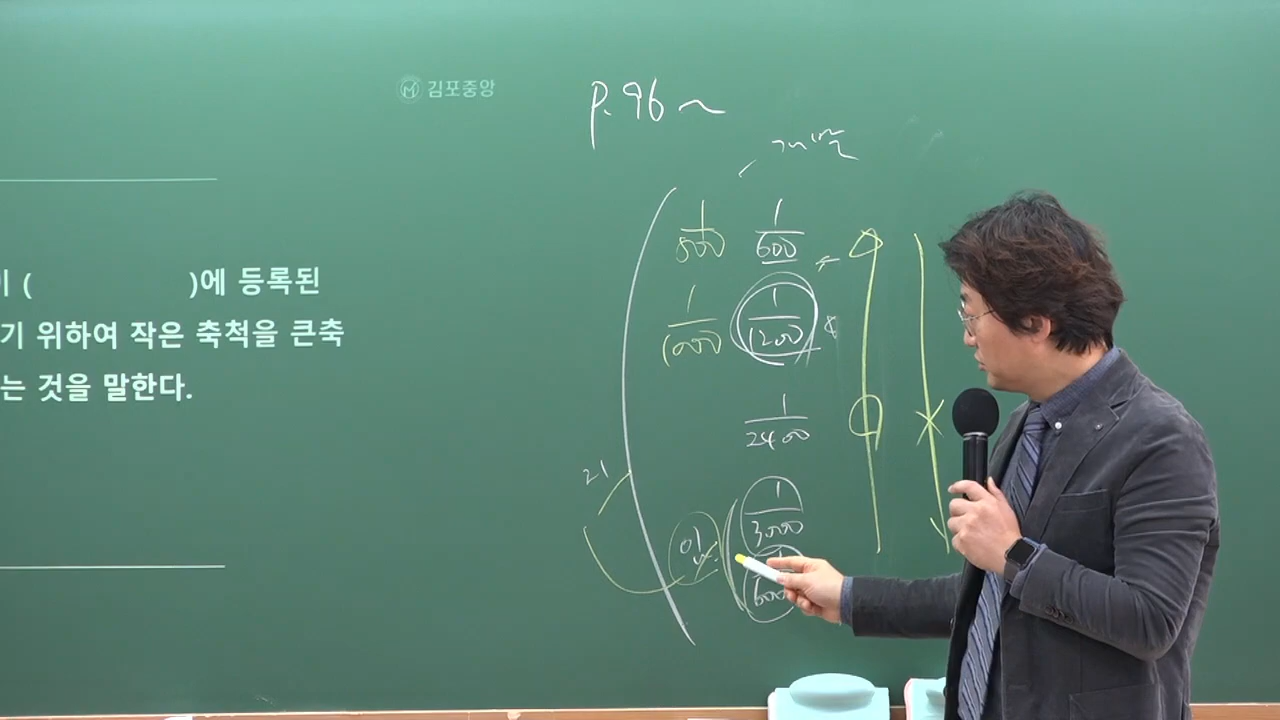 김포중앙
P.96~
이 ( )에 등록된
기 위하여 작은 축척을 큰축
는 것을 말한다.
1/500 1/600
1/1000 1/1200
1/2400
1/3000
1/6000